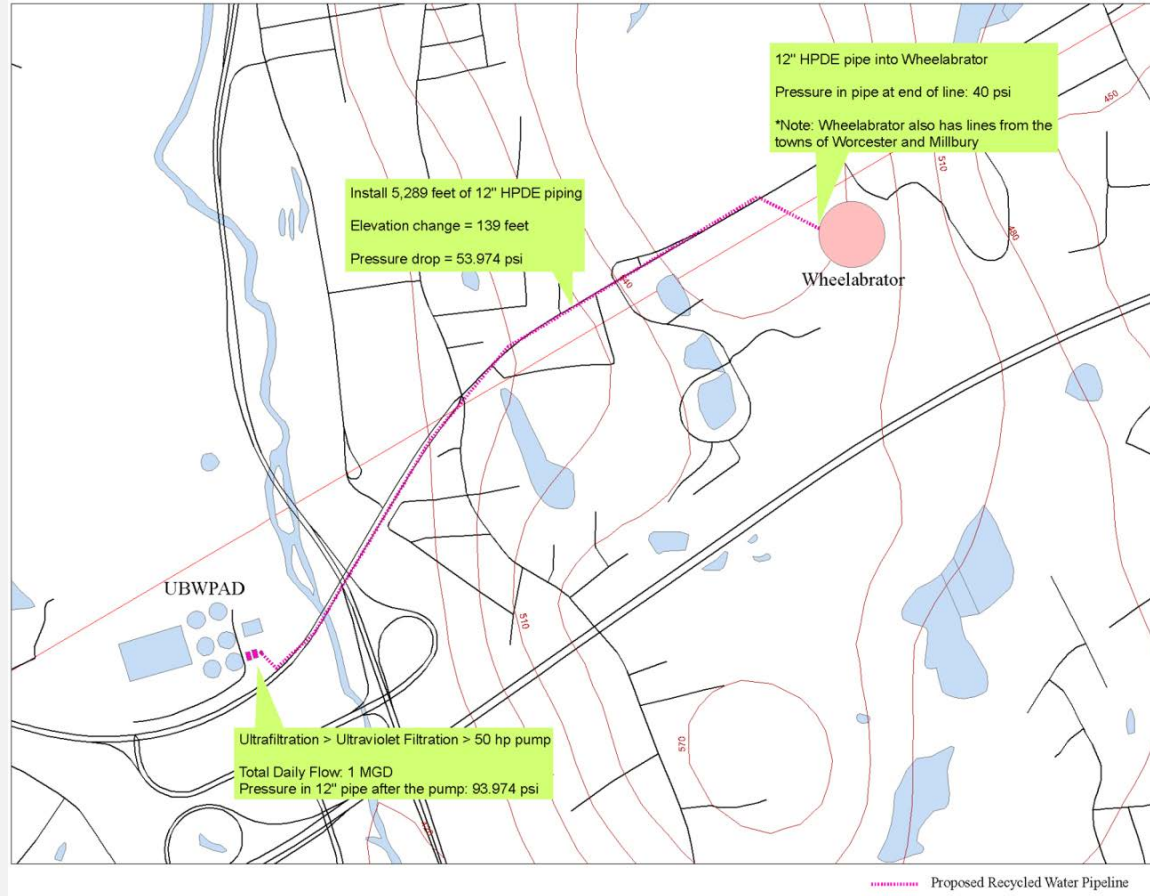 12" HPDE pipe into Wheelabrator
Pressure in pipe at end of line: 40 psi
*Note: Wheelabrator also has lines from the
towns of Worcester and Millbury
450
510
480
Install 5,289 feet of 12" HPDE piping
Elevation change = 139 feet
Pressure drop = 53.974 psi
540
Wheelabrator
UBWPAD
510
570
Ultrafiltration > Ultraviolet Filtration > 50 hp pump
Total Daily Flow: 1 MGD
Pressure in 12" pipe after the pump: 93.974 psi
Proposed Recycled Water Pipeline